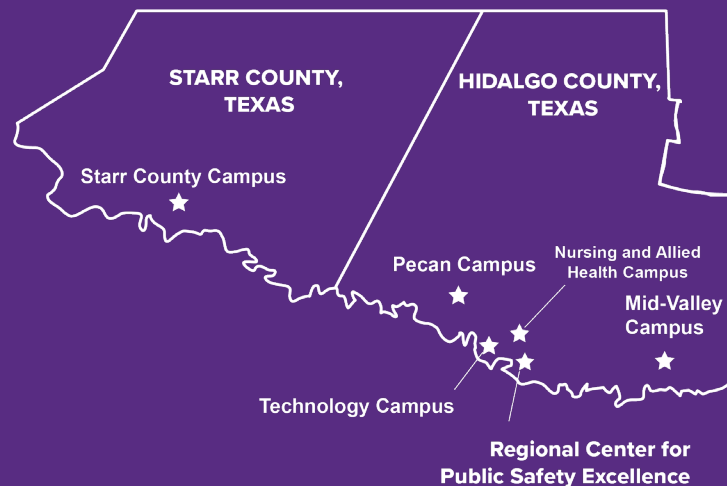 STARR COUNTY,
TEXAS
HIDALGO COUNTY,
TEXAS
Starr County Campus
Pecan Campus
Nursing and Allied
Health Campus
Mid-Valley
Campus
Technology Campus
Regional Center for
Public Safety Excellence